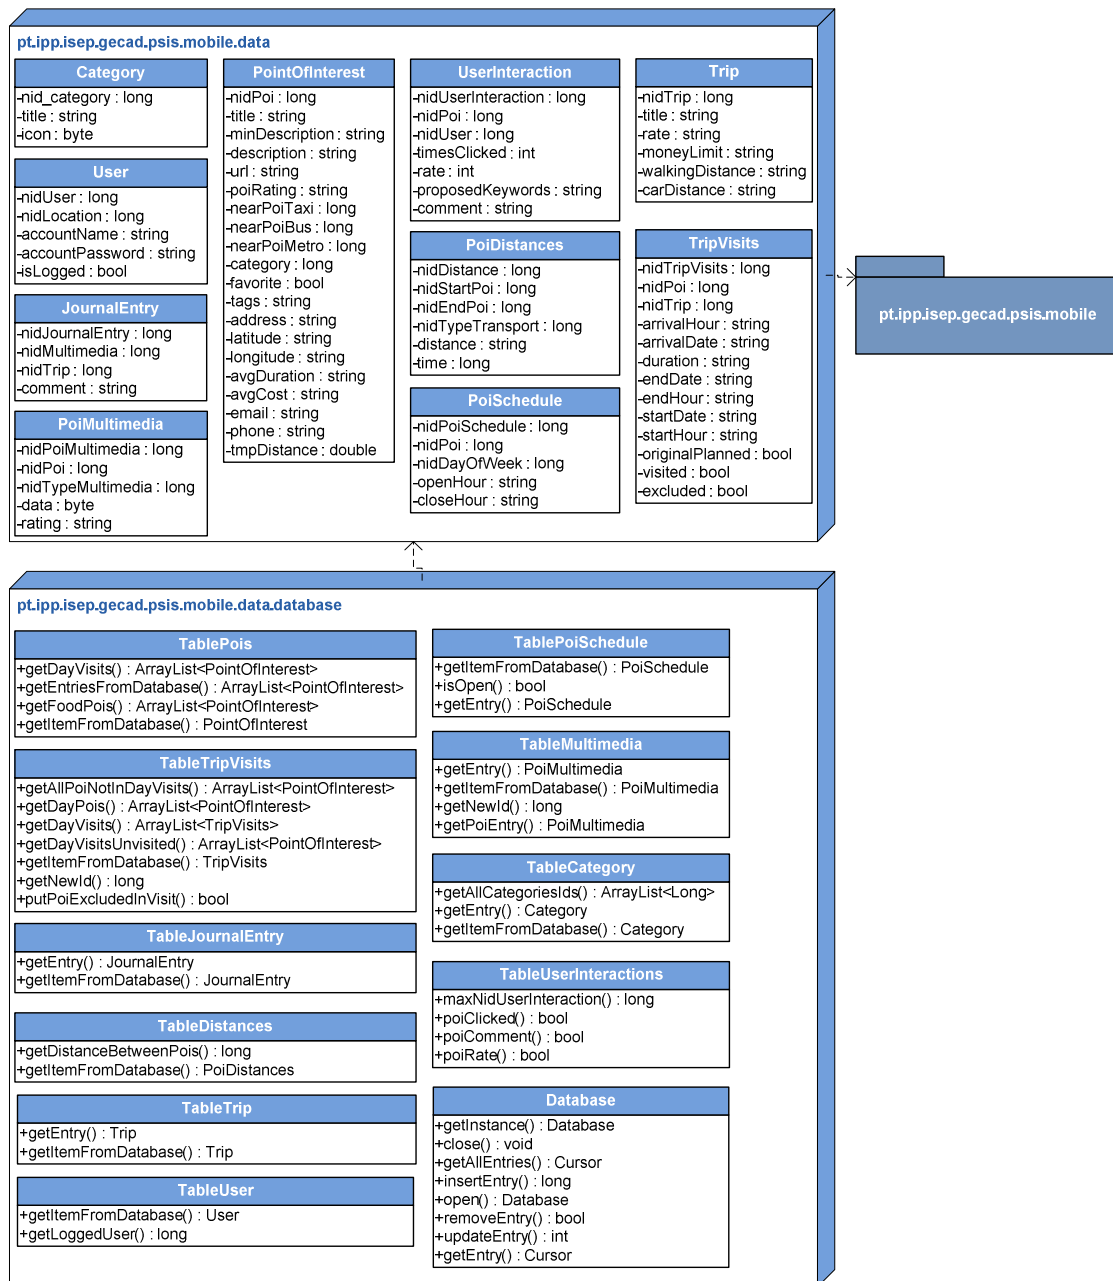 pt.ipp.isep.gecad.psis.mobile.data
Category
-nid_category : long
-title : string
-icon : byte
User
-nidUser : long
-nidLocation : long
-accountName : string
-accountPassword : string
-isLogged : bool
JournalEntry
-nidJournalEntry : long
-nidMultimedia : long
-nidTrip : long
-comment : string
PoiMultimedia
-nidPoiMultimedia : long
-nidPoi : long
-nidTypeMultimedia : long
-data : byte
-rating : string
PointOfInterest
-nidPoi : long
-title : string
-minDescription : string
-description : string
-url : string
-poiRating : string
-nearPoiTaxi : long
-nearPoiBus : long
-nearPoiMetro : long
-category : long
-favorite : bool
-tags : string
-address : string
-latitude : string
-longitude : string
-avgDuration : string
-avgCost : string
-email : string
-phone : string
-tmpDistance : double
UserInteraction
-nidUserInteraction : long
-nidPoi : long
-nidUser : long
-timesClicked : int
-rate : int
-proposedKeywords : string
-comment : string
PoiDistances
-nidDistance : long
-nidStartPoi : long
-nidEndPoi : long
-nidTypeTransport : long
-distance : string
-time : long
PoiSchedule
-nidPoiSchedule : long
-nidPoi : long
-nidDayOfWeek : long
-openHour : string
-closeHour : string
Trip
-nidTrip : long
-title : string
-rate : string
-moneyLimit : string
-walkingDistance : string
-carDistance : string
TripVisits
-nidTripVisits : long
-nidPoi : long
-nidTrip : long
-arrivalHour : string
-arrivalDate : string
-duration : string
-endDate : string
-endHour : string
-startDate : string
-startHour : string
-originalPlanned : bool
-visited : bool
-excluded : bool
pt.ipp.isep.gecad.psis.mobile
pt.ipp.isep.gecad.psis.mobile.data.database
TablePois
+getDayVisits() : ArrayList<PointOfInterest>
+getEntriesFromDatabase() : ArrayList<PointOfInterest>
+getFoodPois() : ArrayList<PointOfInterest>
+getItemFromDatabase() : PointOfInterest
TableTripVisits
+getAllPoiNotInDayVisits() : ArrayList<PointOfInterest>
+getDayPois() : ArrayList<PointOfInterest>
+getDayVisits() : ArrayList<TripVisits>
+getDayVisitsUnvisited() : ArrayList<PointOfInterest>
+getItemFromDatabase() : TripVisits
+getNewId() : long
+putPoiExcludedInVisit() : bool
TableJournalEntry
+getEntry() : JournalEntry
+getItemFromDatabase() : JournalEntry
TableDistances
+getDistanceBetweenPois() : long
+getItemFromDatabase() : PoiDistances
TableTrip
+getEntry() : Trip
+getItemFromDatabase() : Trip
TableUser
+getItemFromDatabase() : User
+getLoggedUser() : long
TablePoiSchedule
+getItemFromDatabase() : PoiSchedule
+isOpen() : bool
+getEntry() : PoiSchedule
TableMultimedia
+getEntry() : PoiMultimedia
+getItemFromDatabase() : PoiMultimedia
+getNewId() : long
+getPoiEntry() : PoiMultimedia
TableCategory
+getAllCategoriesIds() : ArrayList<Long>
+getEntry() : Category
+getItemFromDatabase() : Category
TableUserInteractions
+maxNidUserInteraction() : long
+poiClicked() : bool
+poiComment() : bool
+poiRate() : bool
Database
+getInstance() : Database
+close() : void
+getAllEntries() : Cursor
+insertEntry() : long
+open() : Database
+removeEntry() : bool
+updateEntry() : int
+getEntry() : Cursor